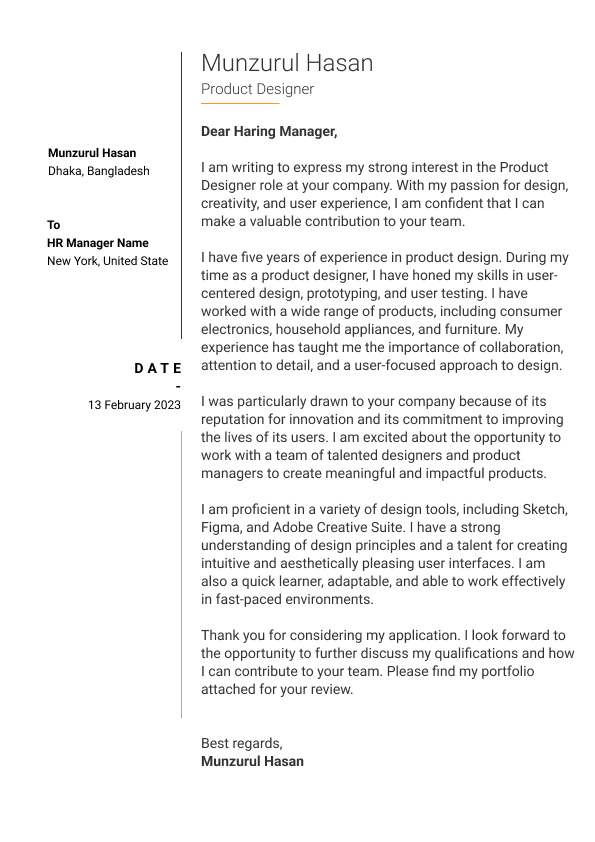 Munzurul Hasan
Product Designer
Munzurul Hasan
Dhaka, Bangladesh
To
HR Manager Name
New York, United State
DATE
-
13 February 2023
Dear Haring Manager,
I am writing to express my strong interest in the Product
Designer role at your company. With my passion for design,
creativity, and user experience, I am confident that I can
make a valuable contribution to your team.
I have five years of experience in product design. During my
time as a product designer, I have honed my skills in user-
centered design, prototyping, and user testing. I have
worked with a wide range of products, including consumer
electronics, household appliances, and furniture. My
experience has taught me the importance of collaboration,
attention to detail, and a user-focused approach to design.
I was particularly drawn to your company because of its
reputation for innovation and its commitment to improving
the lives of its users. I am excited about the opportunity to
work with a team of talented designers and product
managers to create meaningful and impactful products.
I am proficient in a variety of design tools, including Sketch,
Figma, and Adobe Creative Suite. I have a strong
understanding of design principles and a talent for creating
intuitive and aesthetically pleasing user interfaces. I am
also a quick learner, adaptable, and able to work effectively
in fast-paced environments.
Thank you for considering my application. I look forward to
the opportunity to further discuss my qualifications and how
I can contribute to your team. Please find my portfolio
attached for your review.
Best regards,
Munzurul Hasan